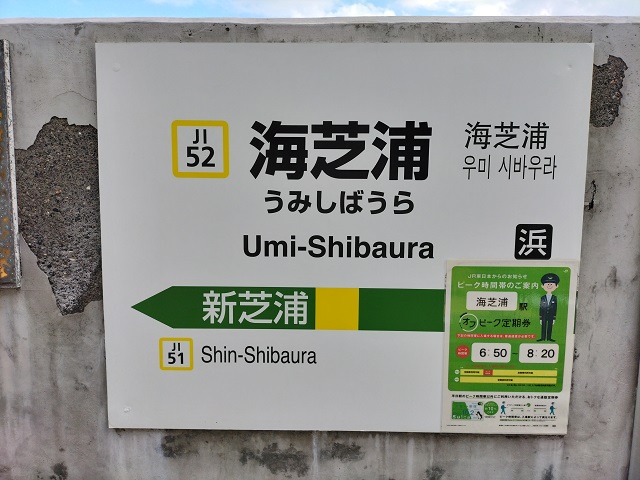 JI
52
海芝浦
うみしばうら
Umi-Shibaura
海芝浦
우미 시바우라
浜
新芝浦
JI
51
Shin-Shibaura
JR東日本からのお知らせ
ピーク時間帯のご案内
海芝浦 駅
オフピーク定期券
6:50 — 8:20